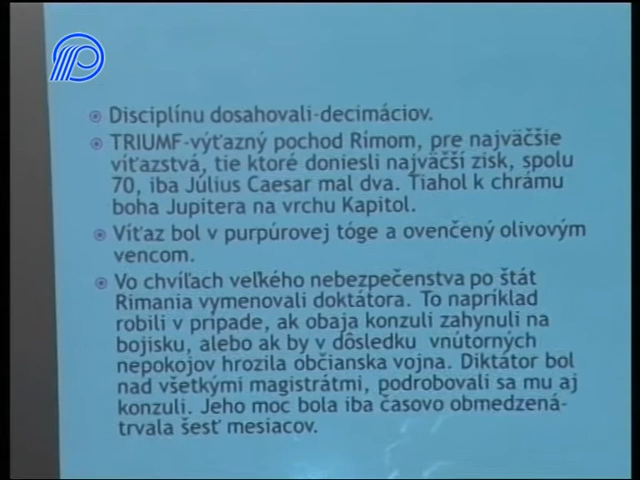 Disciplínu dosahovali-decimáciov.
TRIUMF-výťazný pochod Rímom, pre najväčšie
víťazstvá, tie ktoré doniesli najväčší zisk, spolu
70, iba Július Caesar mal dva. Tiahol k chrámu
boha Jupitera na vrchu Kapitol.
Víťaz bol v purpúrovej tóge a ovenčený olivovým
vencom.
Vo chvíľach veľkého nebezpečenstva po štát
Rimania vymenovali doktátora. To napríklad
robili v prípade, ak obaja konzuli zahynuli na
bojisku, alebo ak by v dôsledku vnútorných
nepokojov hrozila občianska vojna. Diktátor bol
nad všetkými magistrátmi, podrobovali sa mu aj
konzuli. Jeho moc bola iba časovo obmedzená-
trvala šesť mesiacov.